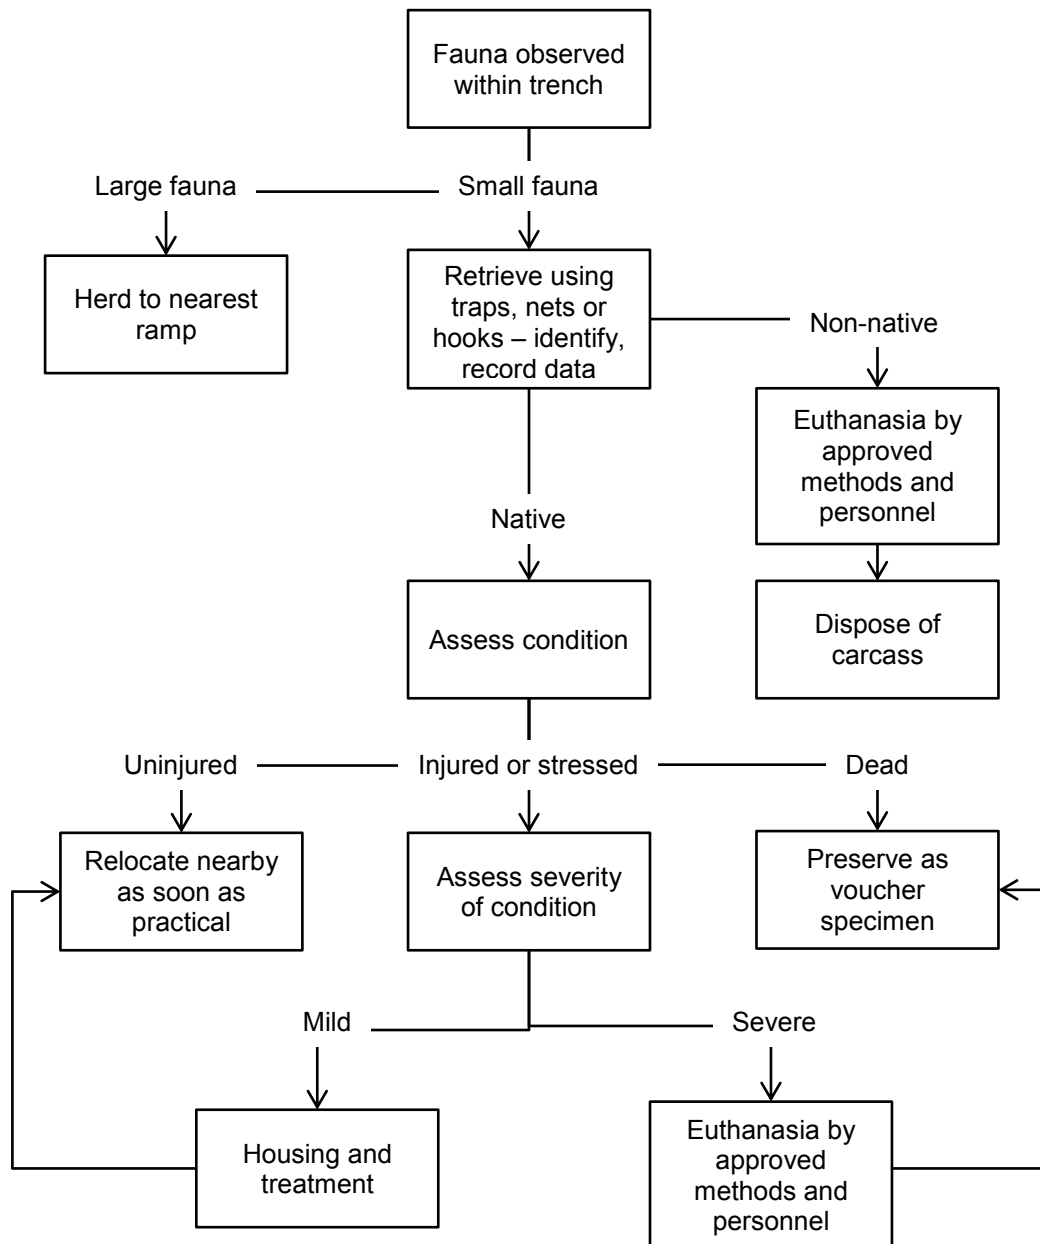 Fauna observed
within trench
Large fauna
Small fauna
Herd to nearest
ramp
Retrieve using
traps, nets or
hooks – identify,
record data
Non-native
Euthanasia by
approved
methods and
personnel
Native
Assess condition
Dispose of
carcass
Uninjured
Injured or stressed
Dead
Relocate nearby
as soon as
practical
Assess severity
of condition
Preserve as
voucher
specimen
Mild
Severe
Housing and
treatment
Euthanasia by
approved
methods and
personnel